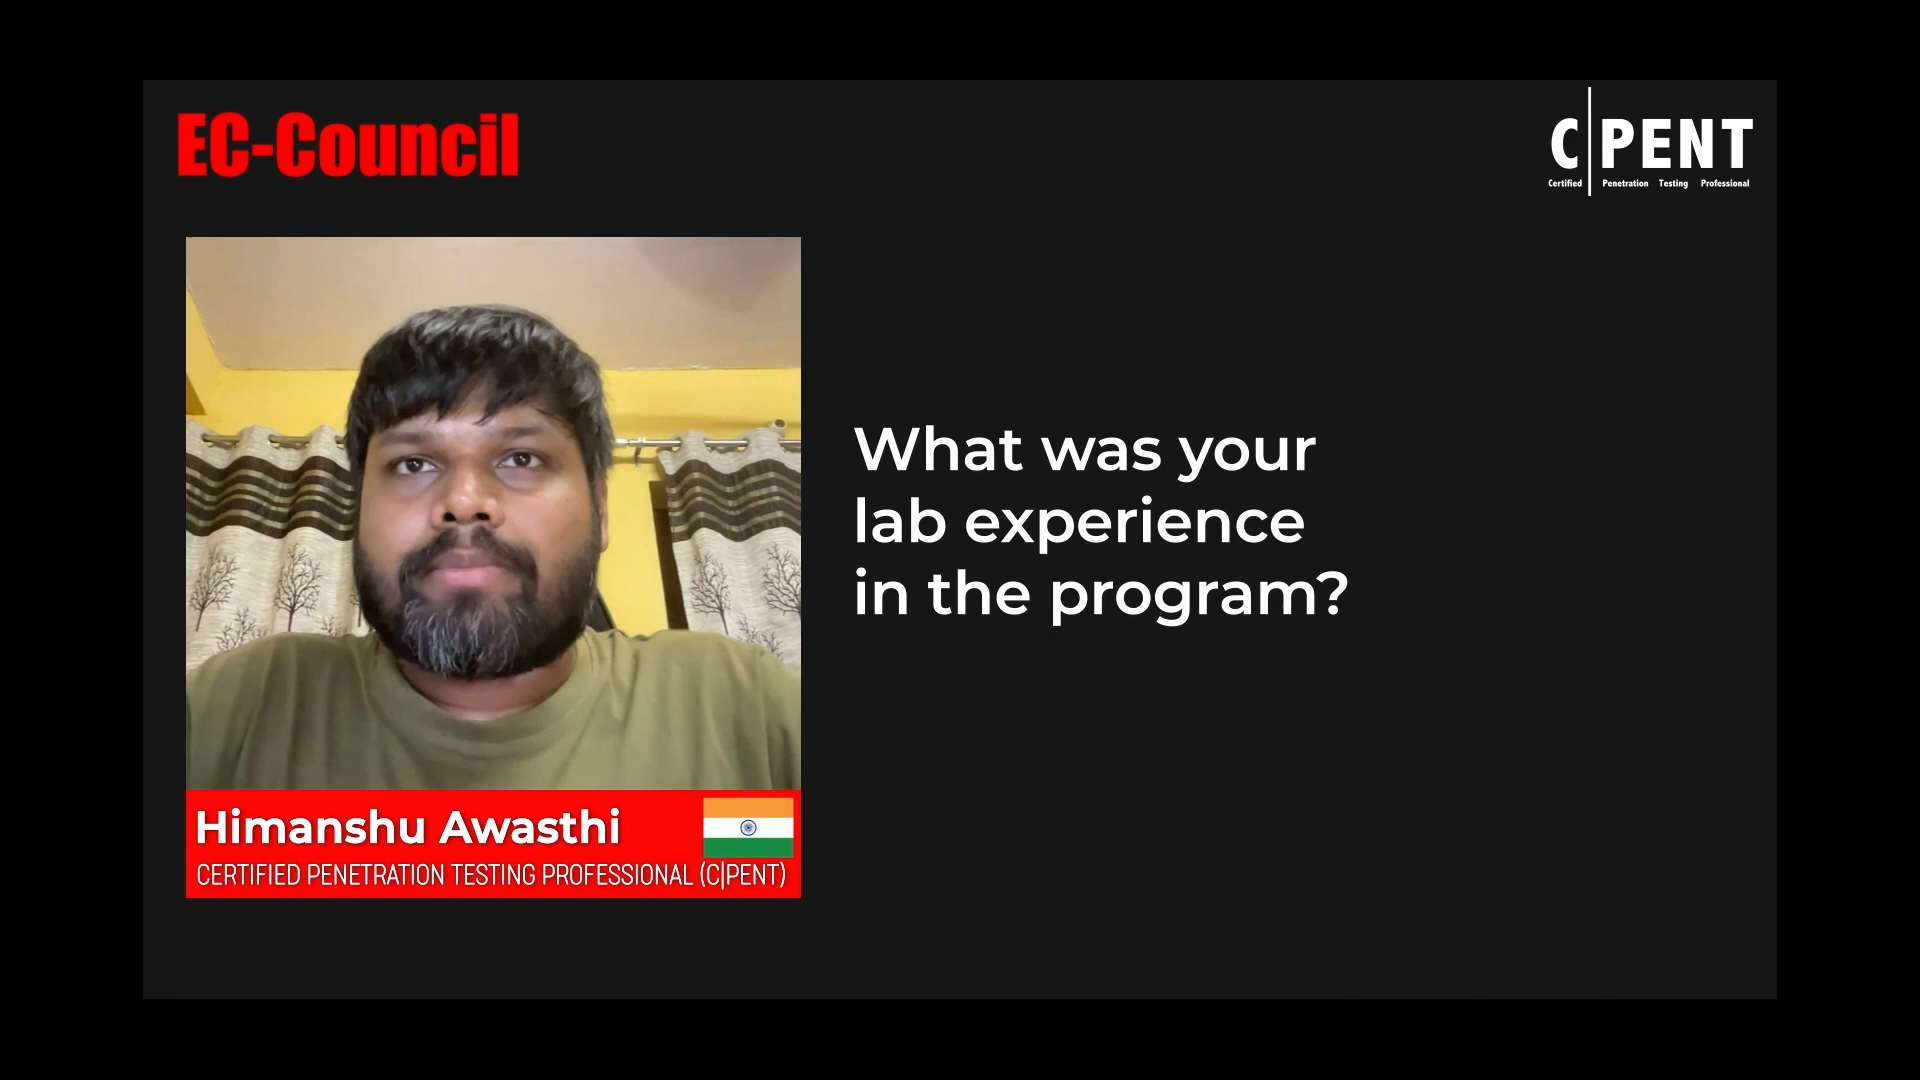 EC-Council
C|PENT
Certified Penetration Testing Professional
What was your
lab experience
in the program?
Himanshu Awasthi
CERTIFIED PENETRATION TESTING PROFESSIONAL (C|PENT)